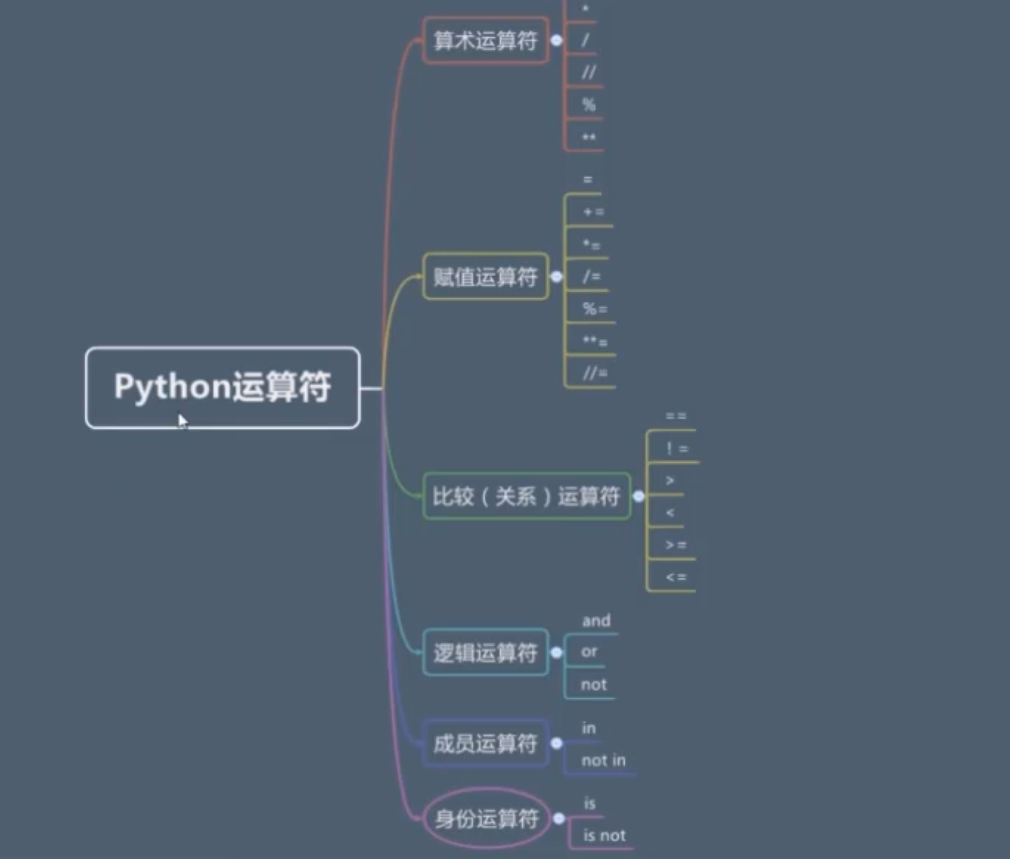 Python运算符
算术运算符
*
/
//
%
**
赋值运算符
=
+=
*=
/=
%=
**=
//=
比较（关系）运算符
==
! =
>
<
>=
<=
逻辑运算符
and
or
not
成员运算符
in
not in
身份运算符
is
is not